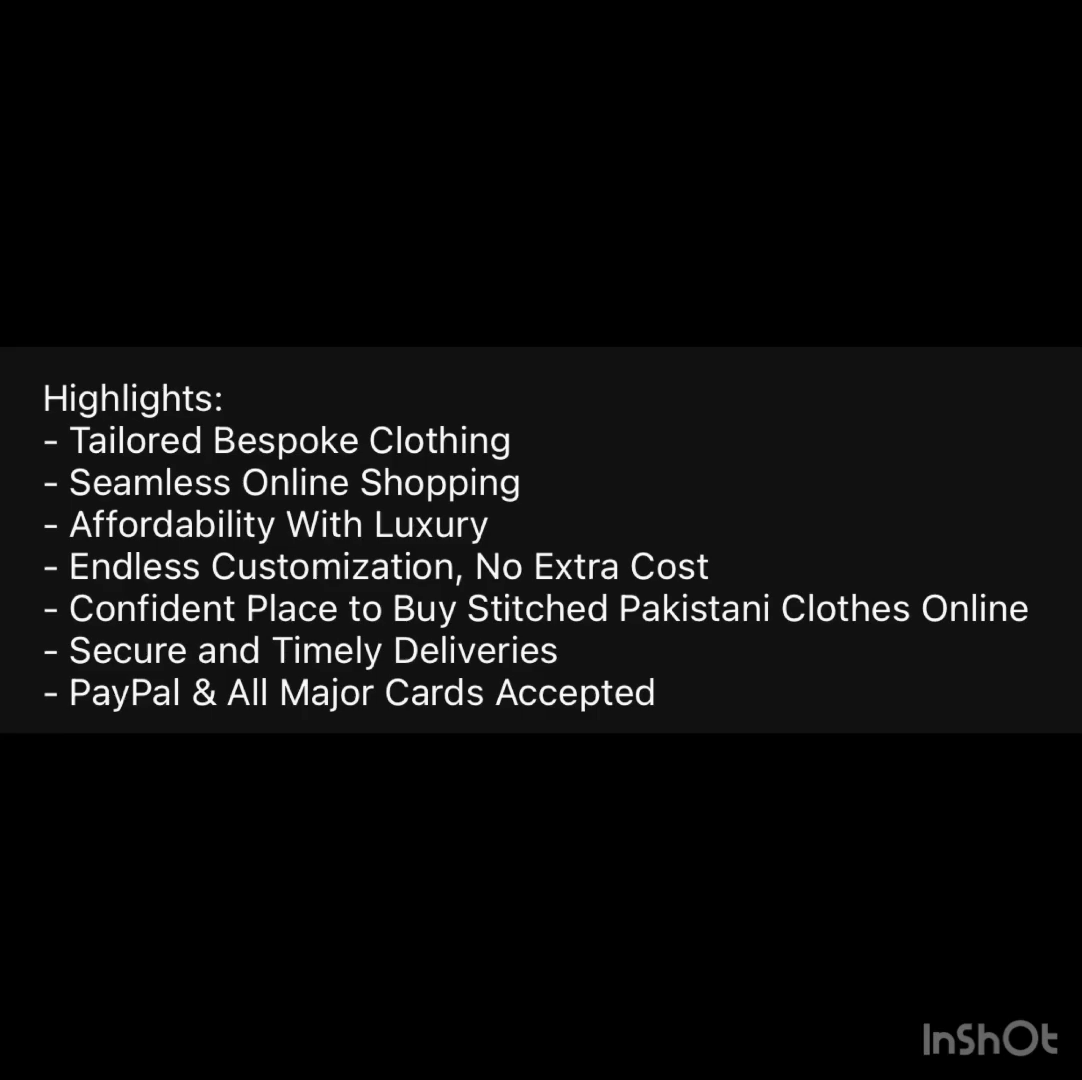 Highlights:
- Tailored Bespoke Clothing
- Seamless Online Shopping
- Affordability With Luxury
- Endless Customization, No Extra Cost
- Confident Place to Buy Stitched Pakistani Clothes Online
- Secure and Timely Deliveries
- PayPal & All Major Cards Accepted
InShOt